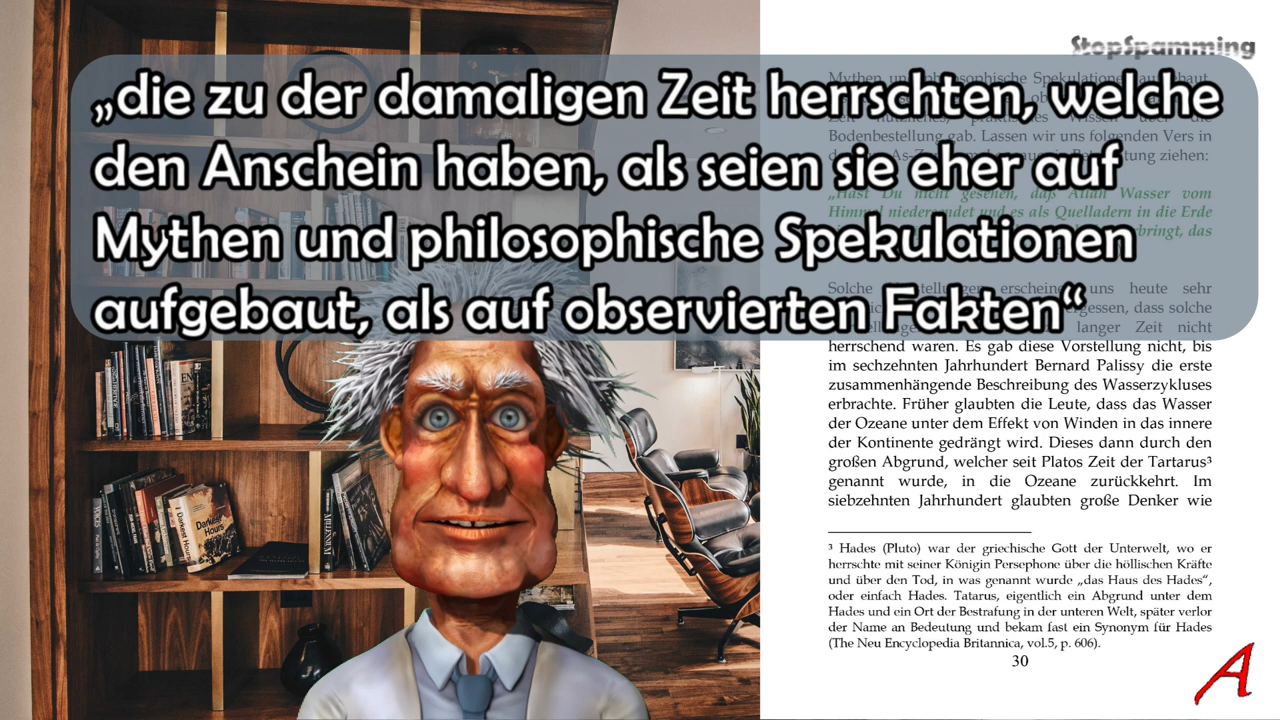 StopSpamming
„die zu der damaligen Zeit herrschten, welche
den Anschein haben, als seien sie eher auf
Mythen und philosophische Spekulationen
aufgebaut, als auf observierten Fakten“
Bodenbestellung gab. Lassen wir uns folgenden Vers in
„Hast Du nicht gesehen, daß Allah Wasser vom
Himmel niedersendet und es als Quelladern in die Erde
das
uns heute sehr
dass solche
langer Zeit nicht
herrschend waren. Es gab diese Vorstellung nicht, bis
im sechzehnten Jahrhundert Bernard Palissy die erste
zusammenhängende Beschreibung des Wasserzykluses
erbrachte. Früher glaubten die Leute, dass das Wasser
der Ozeane unter dem Effekt von Winden in das innere
der Kontinente gedrängt wird. Dieses dann durch den
großen Abgrund, welcher seit Platos Zeit der Tartarus³
genannt wurde, in die Ozeane zurückkehrt. Im
siebzehnten Jahrhundert glaubten große Denker wie
³ Hades (Pluto) war der griechische Gott der Unterwelt, wo er
herrschte mit seiner Königin Persephone über die höllischen Kräfte
und über den Tod, in was genannt wurde „das Haus des Hades“,
oder einfach Hades. Tatarus, eigentlich ein Abgrund unter dem
Hades und ein Ort der Bestrafung in der unteren Welt, später verlor
der Name an Bedeutung und bekam fast ein Synonym für Hades
(The Neu Encyclopedia Britannica, vol.5, p. 606).
30
Darkest
Hours
A